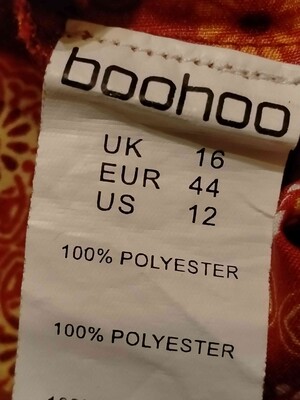 boohoo
UK 16
EUR 44
US 12
100% POLYESTER
100% POLYESTER